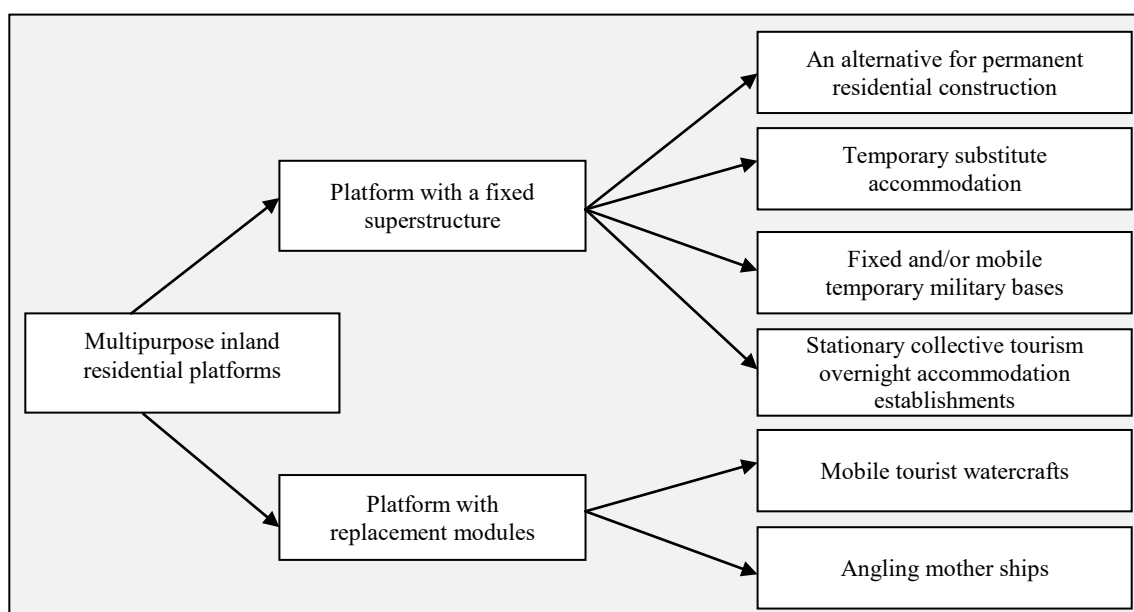 An alternative for permanent
residential construction
Temporary substitute
accommodation
Platform with a fixed
superstructure
Fixed and/or mobile
temporary military bases
Multipurpose inland
residential platforms
Stationary collective tourism
overnight accommodation
establishments
Mobile tourist watercrafts
Platform with
replacement modules
Angling mother ships